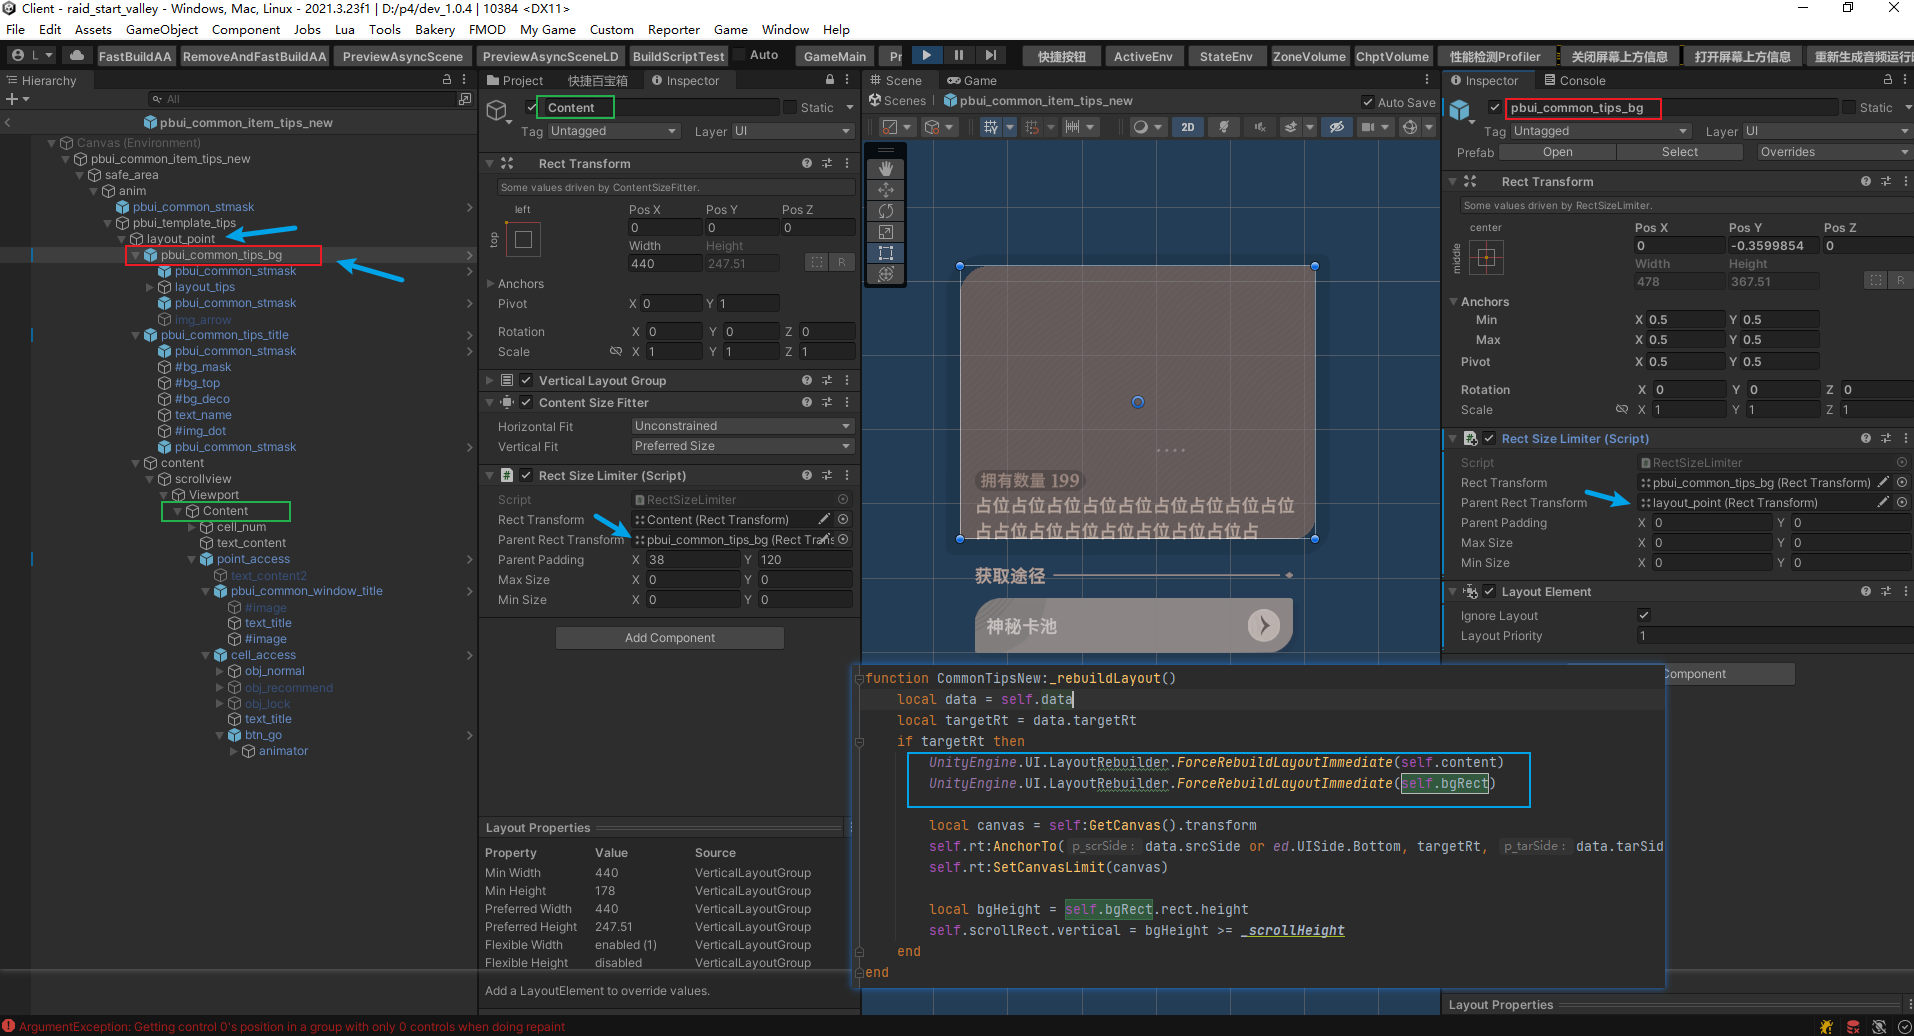 Client - raid_start_valley - Windows, Mac, Linux - 2021.3.23f1 | D:/p4/dev_1.0.4 | 10384 <DX11>
File Edit Assets GameObject Component Jobs Lua Tools Bakery FMOD My Game Custom Reporter Game Window Help
L FastBuildAA RemoveAndFastBuildAA PreviewAsyncScene PreviewAsyncSceneLD BuildScriptTest Auto GameMain Pr 快捷按钮 ActiveEnv StateEnv ZoneVolume ChptVolume 性能检测Profiler 关闭屏幕上方信息 打开屏幕上方信息 重新生成音频运行时
Hierarchy
All
pbui_common_item_tips_new
Canvas (Environment)
pbui_common_item_tips_new
safe_area
anim
pbui_common_stmask
pbui_template_tips
layout_point
pbui_common_tips_bg
pbui_common_stmask
layout_tips
pbui_common_stmask
img_arrow
pbui_common_tips_title
pbui_common_stmask
#bg_mask
#bg_top
#bg_deco
text_name
#img_dot
pbui_common_stmask
content
scrollview
Viewport
Content
cell_num
text_content
point_access
text_content2
pbui_common_window_title
#image
text_title
#image
cell_access
obj_normal
obj_recommend
obj_lock
text_title
btn_go
animator
Project 快捷百宝箱 Inspector
Content Static
Tag Untagged Layer UI
Rect Transform
Some values driven by ContentSizeFitter.
left Pos X Pos Y Pos Z
top 0 0 0
Width Height
440 247.51 R
Anchors
Pivot X 0 Y 1
Rotation X 0 Y 0 Z 0
Scale X 1 Y 1 Z 1
Vertical Layout Group
Content Size Fitter
Horizontal Fit Unconstrained
Vertical Fit Preferred Size
Rect Size Limiter (Script)
Script RectSizeLimiter
Rect Transform Content (Rect Transform)
Parent Rect Transform pbui_common_tips_bg (Rect Trans
Parent Padding X 38 Y 120
Max Size X 0 Y 0
Min Size X 0 Y 0
Add Component
Layout Properties
Property Value Source
Min Width 440 VerticalLayoutGroup
Min Height 178 VerticalLayoutGroup
Preferred Width 440 VerticalLayoutGroup
Preferred Height 247.51 VerticalLayoutGroup
Flexible Width enabled (1) VerticalLayoutGroup
Flexible Height disabled VerticalLayoutGroup
Add a LayoutElement to override values.
Scene Game
Scenes pbui_common_item_tips_new Auto Save
2D
....
拥有数量 199
占位占位占位占位占位占位占位占位
占占位占位占位占位占位占位占
获取途径
神秘卡池
function CommonTipsNew:_rebuildLayout()
local data = self.data
local targetRt = data.targetRt
if targetRt then
UnityEngine.UI.LayoutRebuilder.ForceRebuildLayoutImmediate(self.content)
UnityEngine.UI.LayoutRebuilder.ForceRebuildLayoutImmediate(self.bgRect)
local canvas = self:GetCanvas().transform
self.rt:AnchorTo( p_scrSide: data.srcSide or ed.UISide.Bottom, targetRt, p_tarSide: data.tarSid
self.rt:SetCanvasLimit(canvas)
local bgHeight = self.bgRect.rect.height
self.scrollRect.vertical = bgHeight >= _scrollHeight
end
end
Inspector Console
pbui_common_tips_bg Static
Tag Untagged Layer UI
Prefab Open Select Overrides
Rect Transform
Some values driven by RectSizeLimiter.
center Pos X Pos Y Pos Z
middle 0 -0.3599854 0
Width Height
478 367.51 R
Anchors
Min X 0.5 Y 0.5
Max X 0.5 Y 0.5
Pivot X 0.5 Y 0.5
Rotation X 0 Y 0 Z 0
Scale X 1 Y 1 Z 1
Rect Size Limiter (Script)
Script RectSizeLimiter
Rect Transform pbui_common_tips_bg (Rect Transform)
Parent Rect Transform layout_point (Rect Transform)
Parent Padding X 0 Y 0
Max Size X 0 Y 0
Min Size X 0 Y 0
Layout Element
Ignore Layout
Layout Priority 1
Component
Layout Properties
ArgumentException: Getting control 0's position in a group with only 0 controls when doing repaint